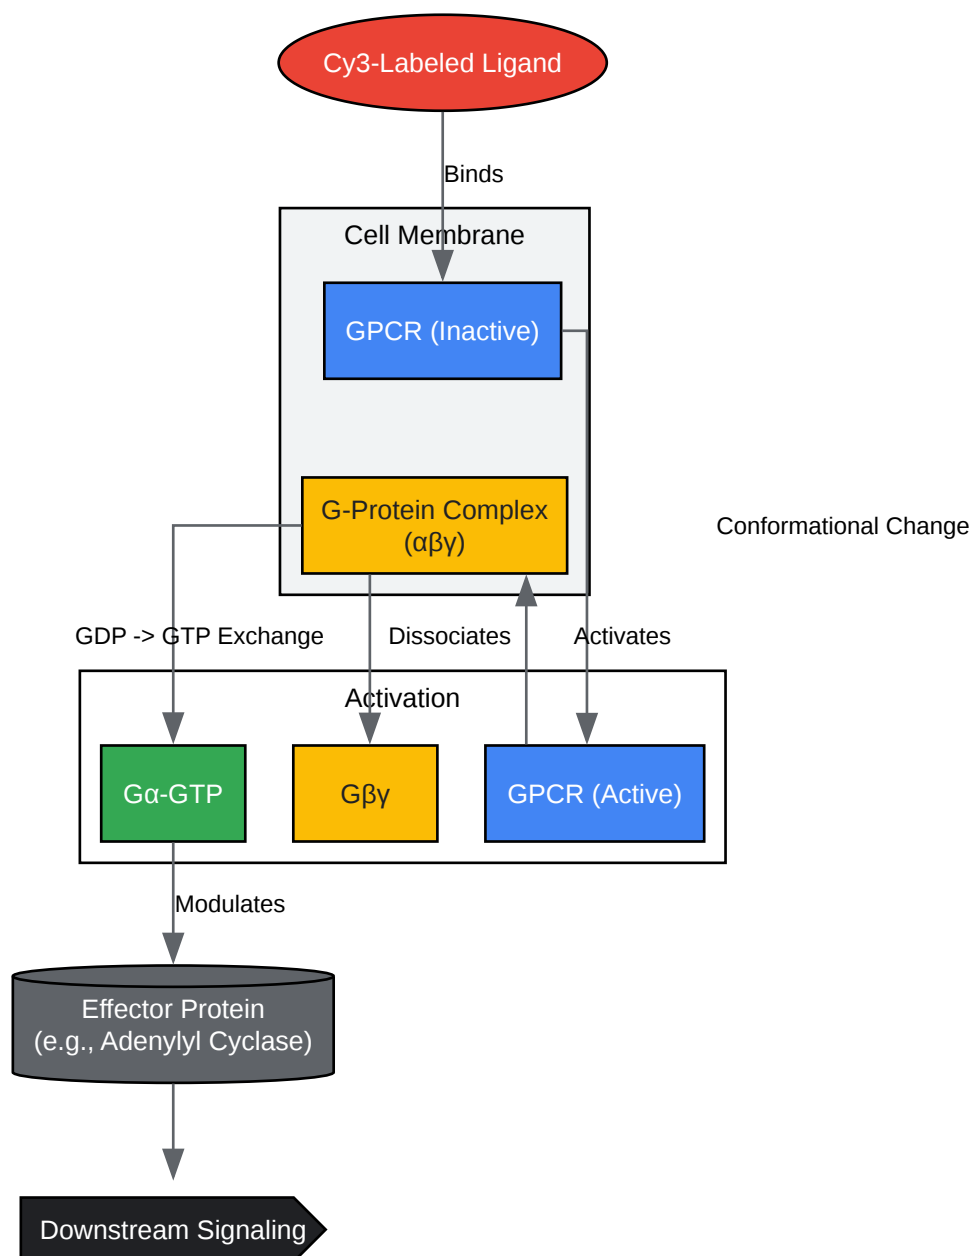 Cy3-Labeled Ligand
Binds
Cell Membrane
GPCR (Inactive)
G-Protein Complex
(αβγ)
Conformational Change
GDP -> GTP Exchange
Dissociates
Activates
Activation
Gα-GTP
Gβγ
GPCR (Active)
Modulates
Effector Protein
(e.g., Adenylyl Cyclase)
Downstream Signaling